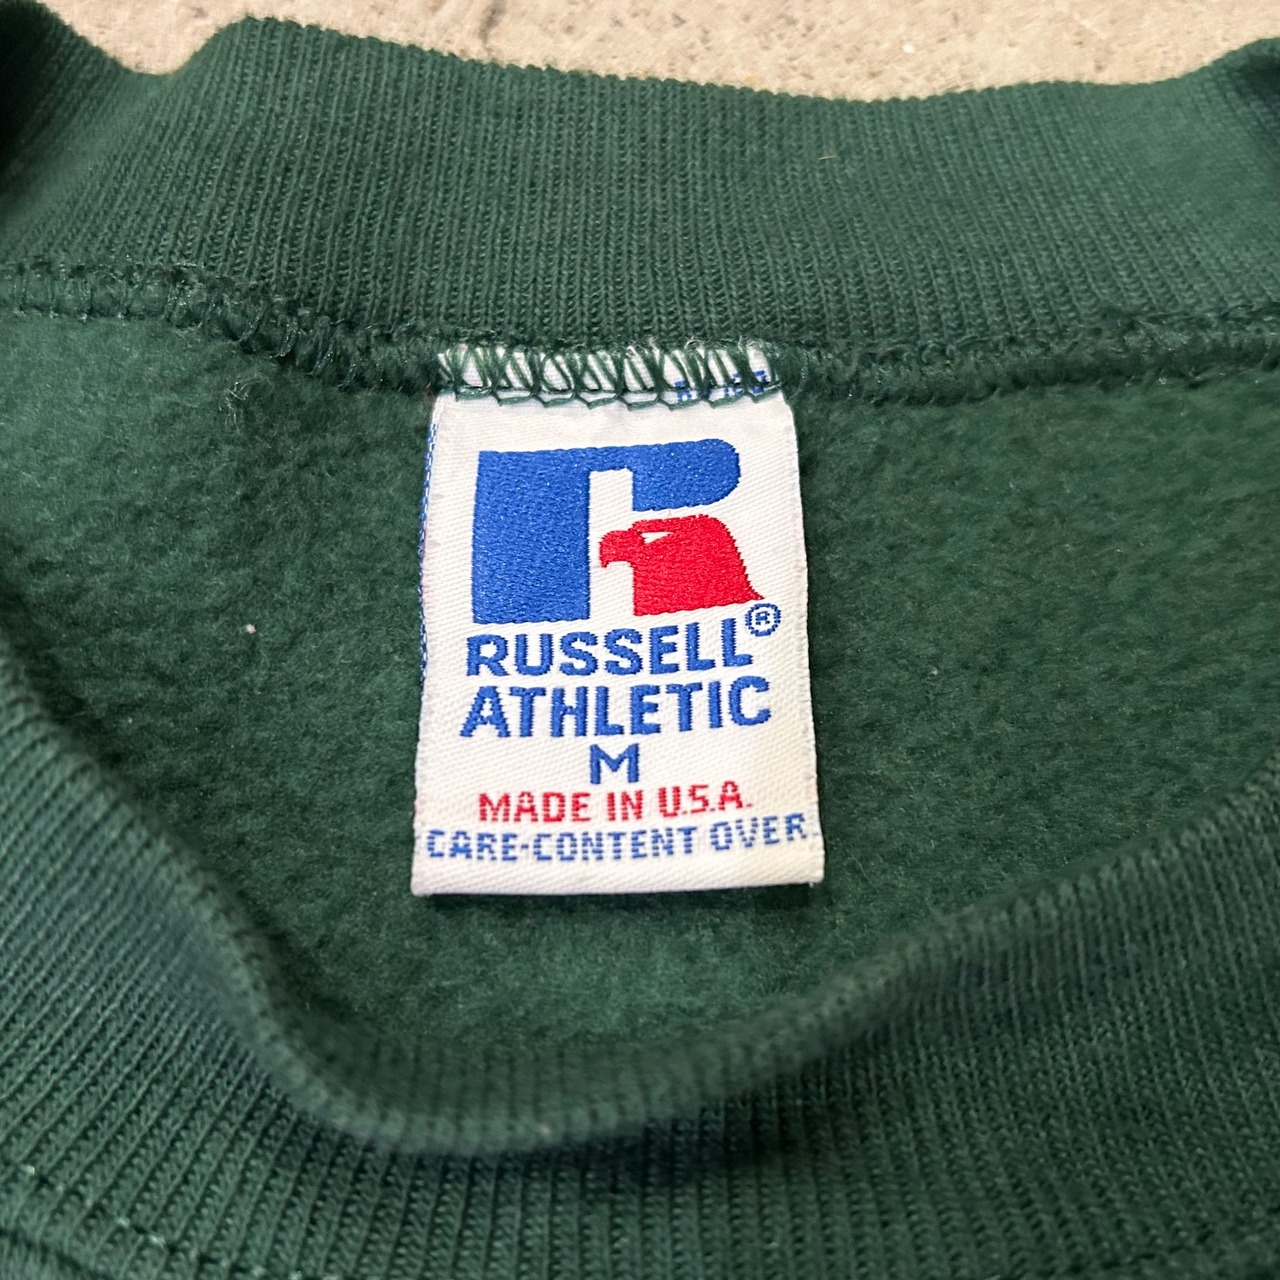 RUSSELL®
ATHLETIC
M
MADE IN U.S.A.
CARE-CONTENT OVER